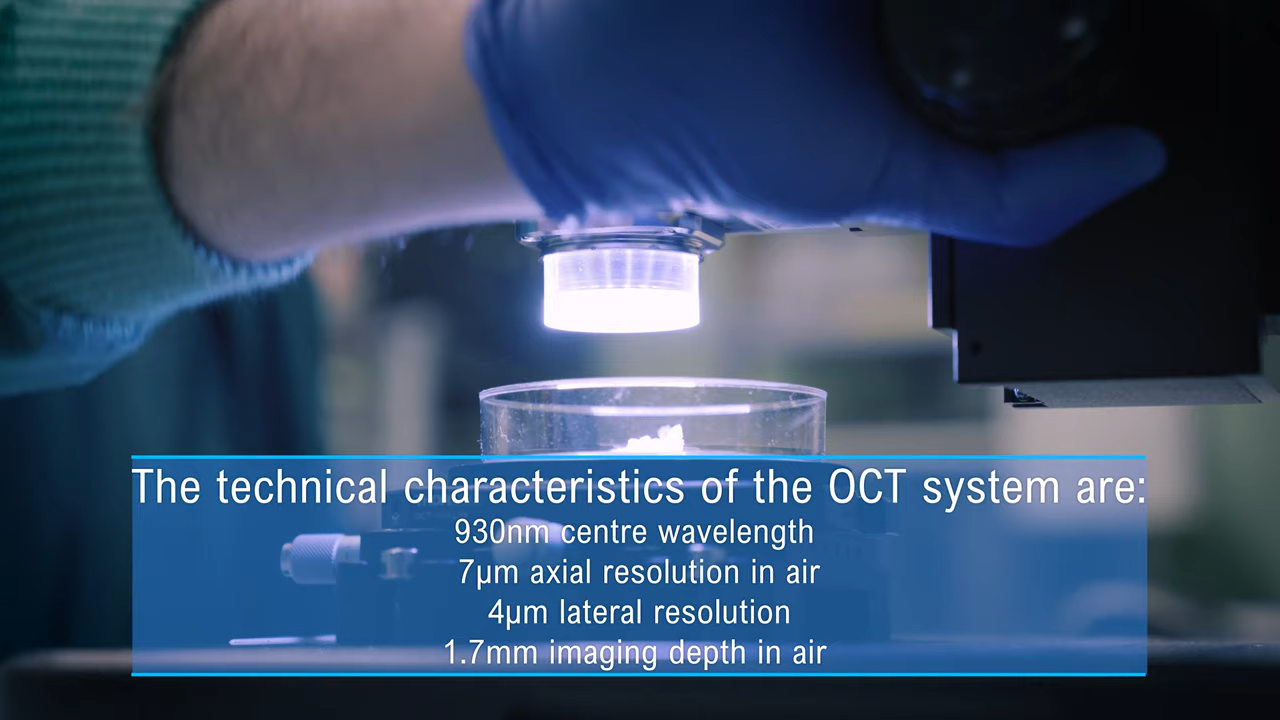 The technical characteristics of the OCT system are:
930nm centre wavelength
7µm axial resolution in air
4µm lateral resolution
1.7mm imaging depth in air